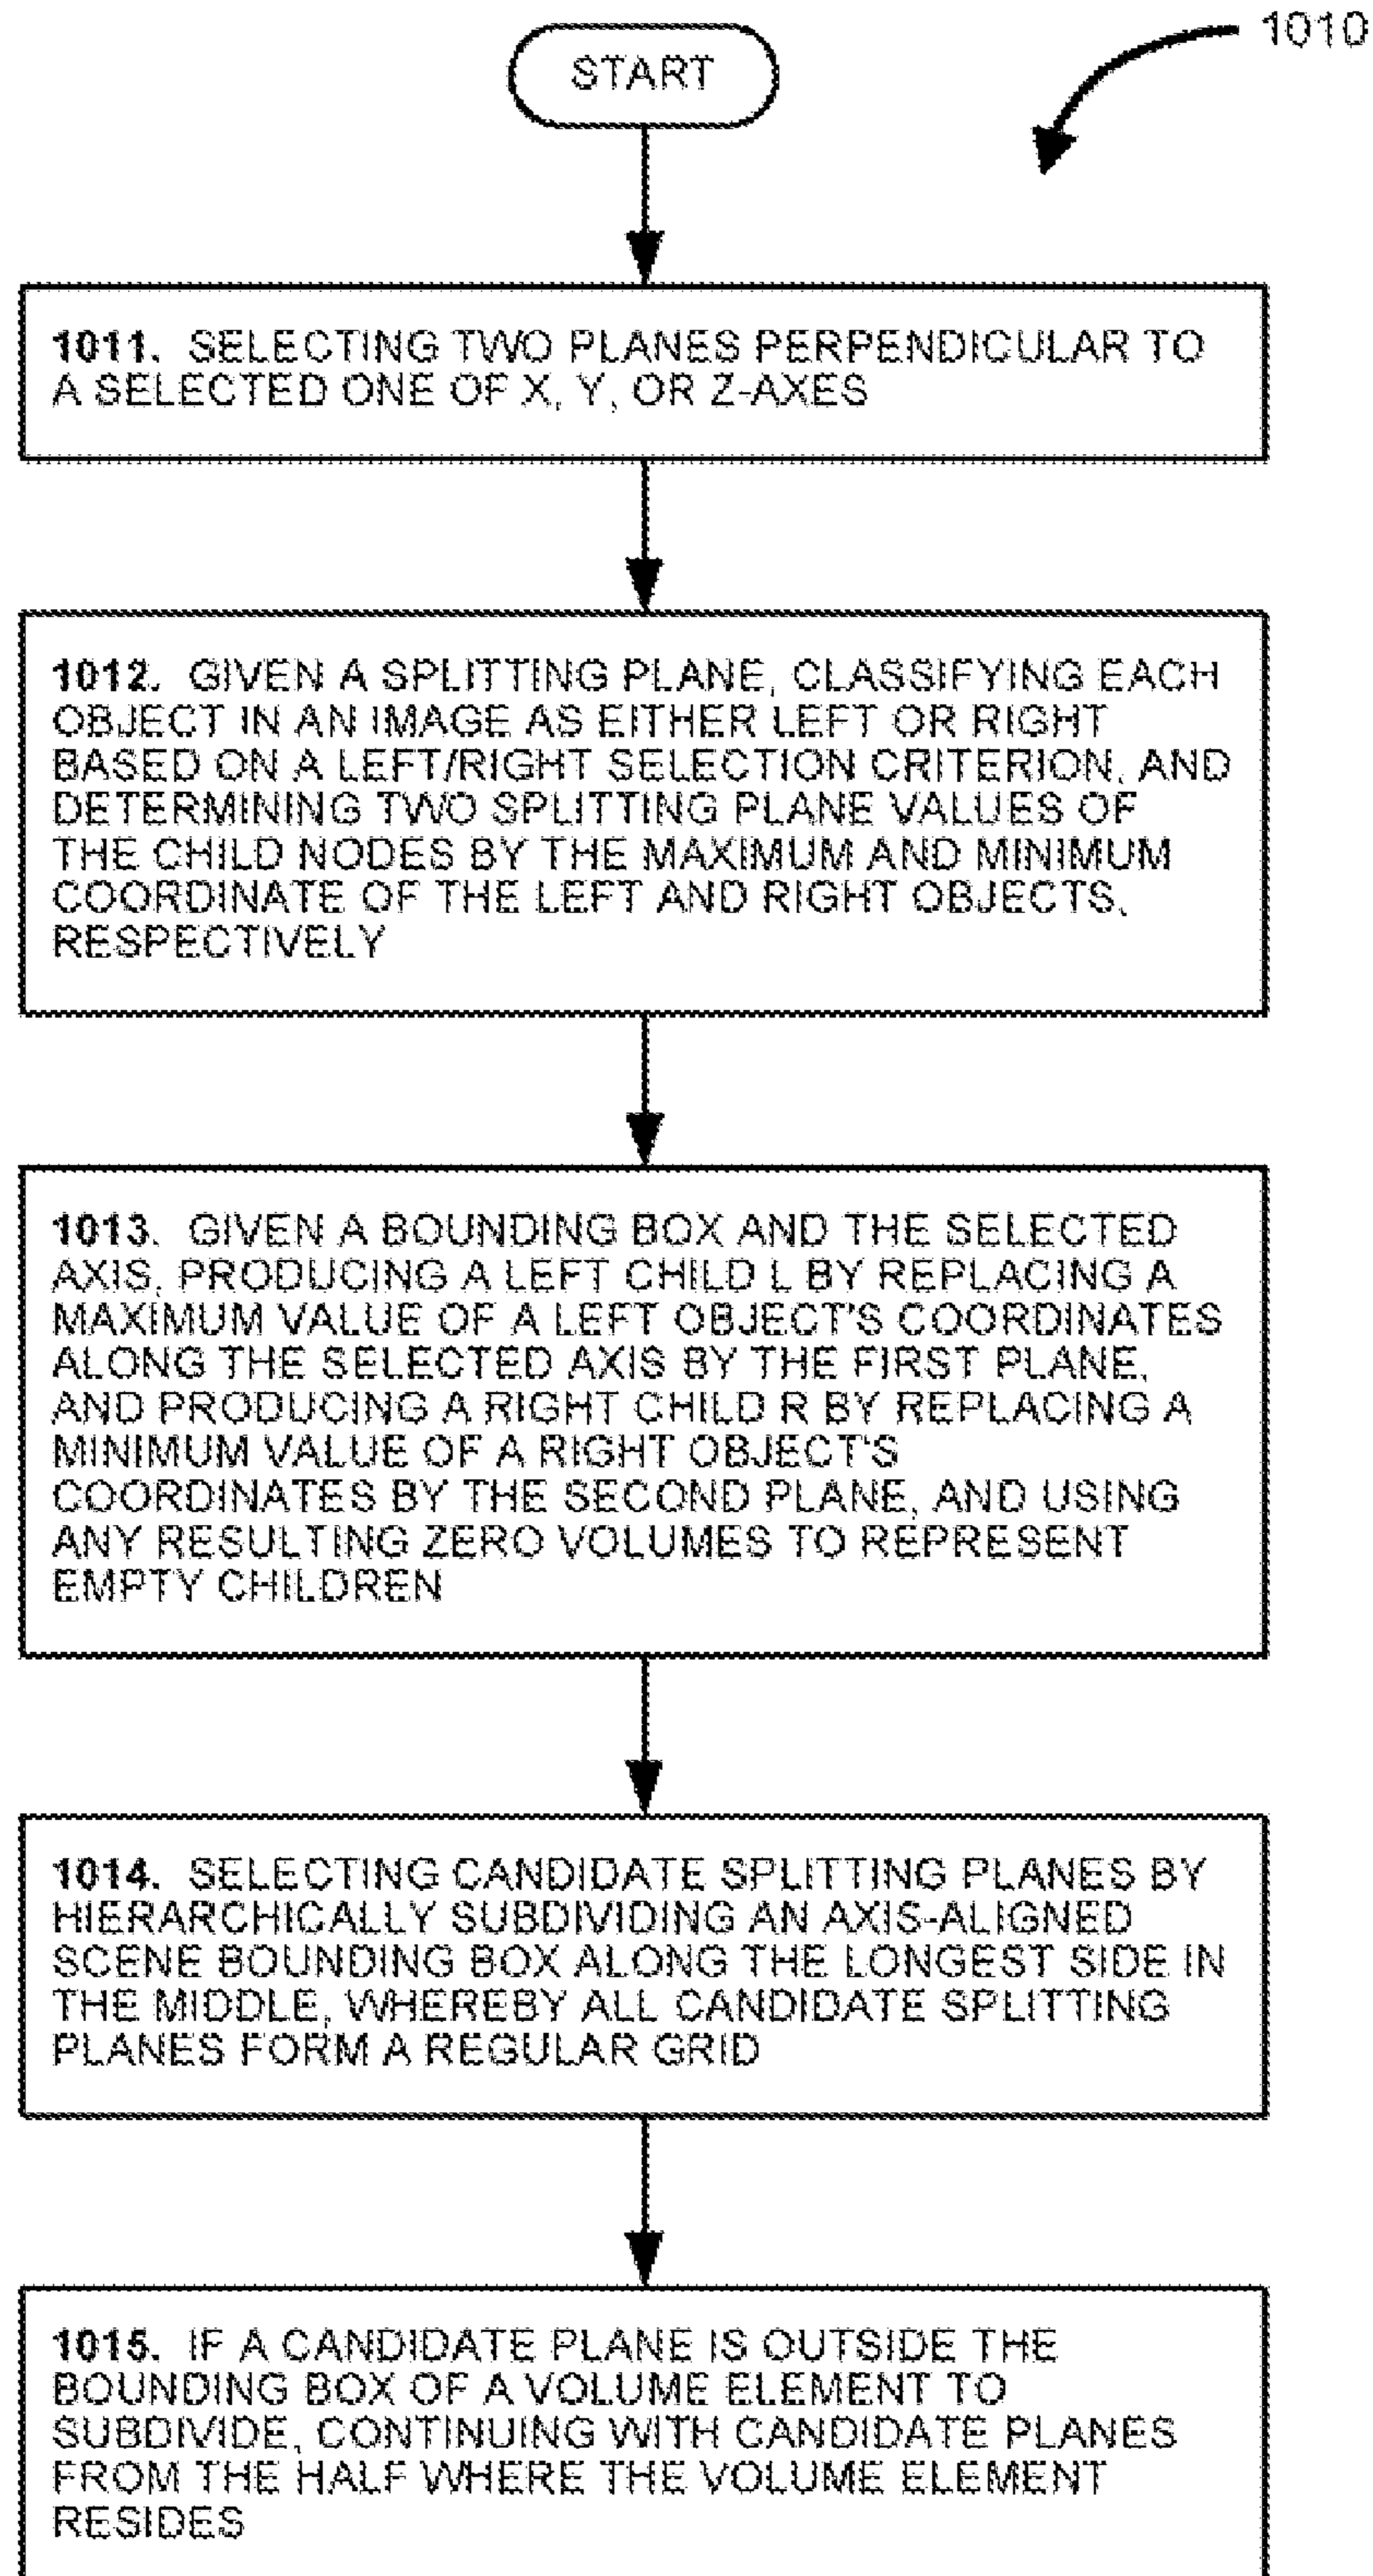 1010
START
1011. SELECTING TWO PLANES PERPENDICULAR TO
A SELECTED ONE OF X, Y, OR Z-AXES
1012. GIVEN A SPLITTING PLANE, CLASSIFYING EACH
OBJECT IN AN IMAGE AS EITHER LEFT OR RIGHT
BASED ON A LEFT/RIGHT SELECTION CRITERION, AND
DETERMINING TWO SPLITTING PLANE VALUES OF
THE CHILD NODES BY THE MAXIMUM AND MINIMUM
COORDINATE OF THE LEFT AND RIGHT OBJECTS,
RESPECTIVELY
1013. GIVEN A BOUNDING BOX AND THE SELECTED
AXIS, PRODUCING A LEFT CHILD L BY REPLACING A
MAXIMUM VALUE OF A LEFT OBJECT'S COORDINATES
ALONG THE SELECTED AXIS BY THE FIRST PLANE,
AND PRODUCING A RIGHT CHILD R BY REPLACING A
MINIMUM VALUE OF A RIGHT OBJECT'S
COORDINATES BY THE SECOND PLANE, AND USING
ANY RESULTING ZERO VOLUMES TO REPRESENT
EMPTY CHILDREN
1014. SELECTING CANDIDATE SPLITTING PLANES BY
HIERARCHICALLY SUBDIVIDING AN AXIS-ALIGNED
SCENE BOUNDING BOX ALONG THE LONGEST SIDE IN
THE MIDDLE, WHEREBY ALL CANDIDATE SPLITTING
PLANES FORM A REGULAR GRID
1015. IF A CANDIDATE PLANE IS OUTSIDE THE
BOUNDING BOX OF A VOLUME ELEMENT TO
SUBDIVIDE, CONTINUING WITH CANDIDATE PLANES
FROM THE HALF WHERE THE VOLUME ELEMENT
RESIDES